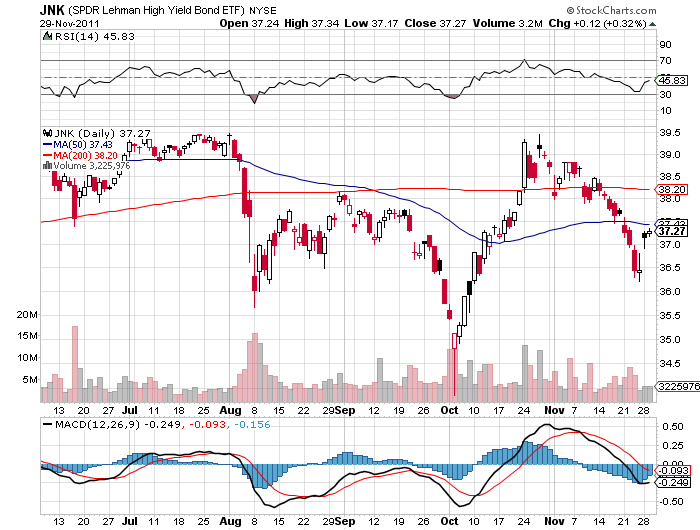 JNK (SPDR Lehman High Yield Bond ETF) NYSE © StockCharts.com
29-Nov-2011 Open 37.24 High 37.34 Low 37.17 Close 37.27 Volume 3.2M Chg +0.12 (+0.32%)
RSI(14) 45.83
90
70
50
45.83
30
10
JNK (Daily) 37.27
MA(50) 37.43
MA(200) 38.20
Volume 3,225,976
39.5
39.0
38.5
38.20
38.0
37.5
37.43
37.27
37.0
36.5
36.0
35.5
35.0
34.5
20M
15M
10M
5M
3225976
13 20 27 Jul 11 18 25 Aug 8 15 22 29 Sep 12 19 26 Oct 10 17 24 Nov 7 14 21 28
MACD(12,26,9) -0.249, -0.093, -0.156
0.50
0.25
0.00
-0.093
-0.249
-0.50
13 20 27 Jul 11 18 25 Aug 8 15 22 29 Sep 12 19 26 Oct 10 17 24 Nov 7 14 21 28